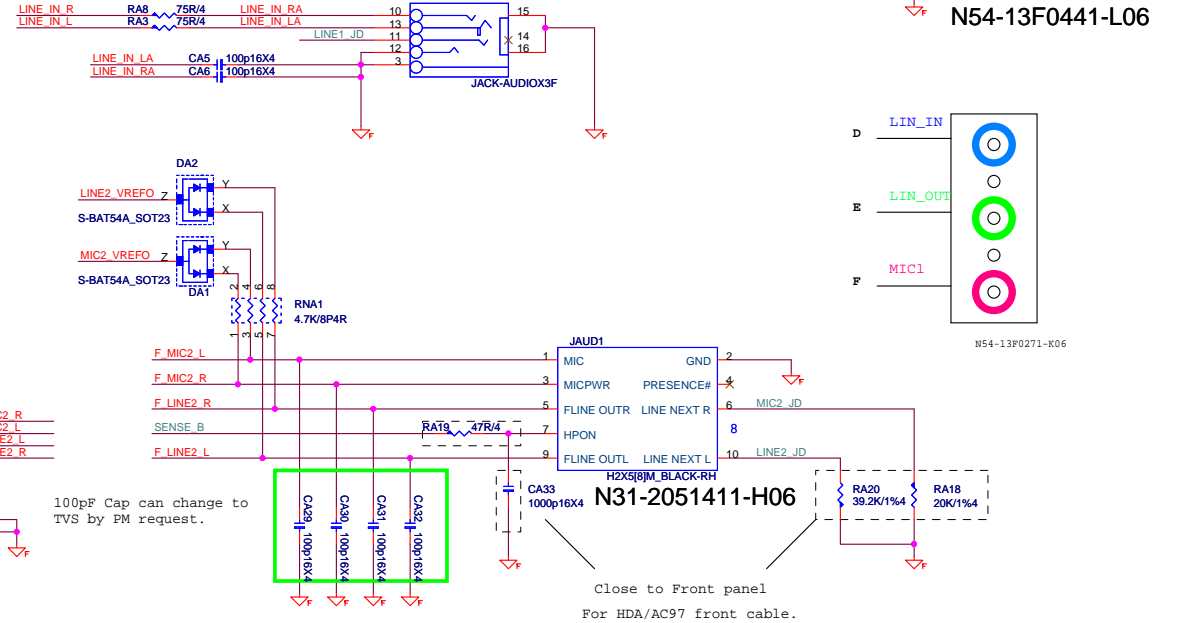 LINE_IN_R RA8 75R/4 LINE_IN_RA 10 15
LINE_IN_L RA3 75R/4 LINE_IN_LA 13
LINE1_JD 11 14
12 16
LINE_IN_LA CA5 100p16X4 3
LINE_IN_RA CA6 100p16X4
JACK-AUDIOX3F
F F
F
N54-13F0441-L06
D LIN_IN
E LIN_OUT
F MIC1
N54-13F0271-K06
DA2
LINE2_VREFO Z Y
X
S-BAT54A_SOT23
MIC2_VREFO Z Y
X
S-BAT54A_SOT23 DA1
2 4 6 8
RNA1
4.7K/8P4R
1 3 5 7
JAUD1
F_MIC2_L 1 MIC GND 2
F
F_MIC2_R 3 MICPWR PRESENCE# 4
F_LINE2_R 5 FLINE OUTR LINE NEXT R 6 MIC2_JD
SENSE_B RA19 47R/4 7 HPON 8
F_LINE2_L 9 FLINE OUTL LINE NEXT L 10 LINE2_JD
H2X5[8]M_BLACK-RH
N31-2051411-H06
C2_R
C2_L
E2_L
E2_R
F
100pF Cap can change to
TVS by PM request.
CA29 100p16X4
CA30 100p16X4
CA31 100p16X4
CA32 100p16X4
F F F F
CA33
1000p16X4
F
RA20
39.2K/1%4
RA18
20K/1%4
F
Close to Front panel
For HDA/AC97 front cable.